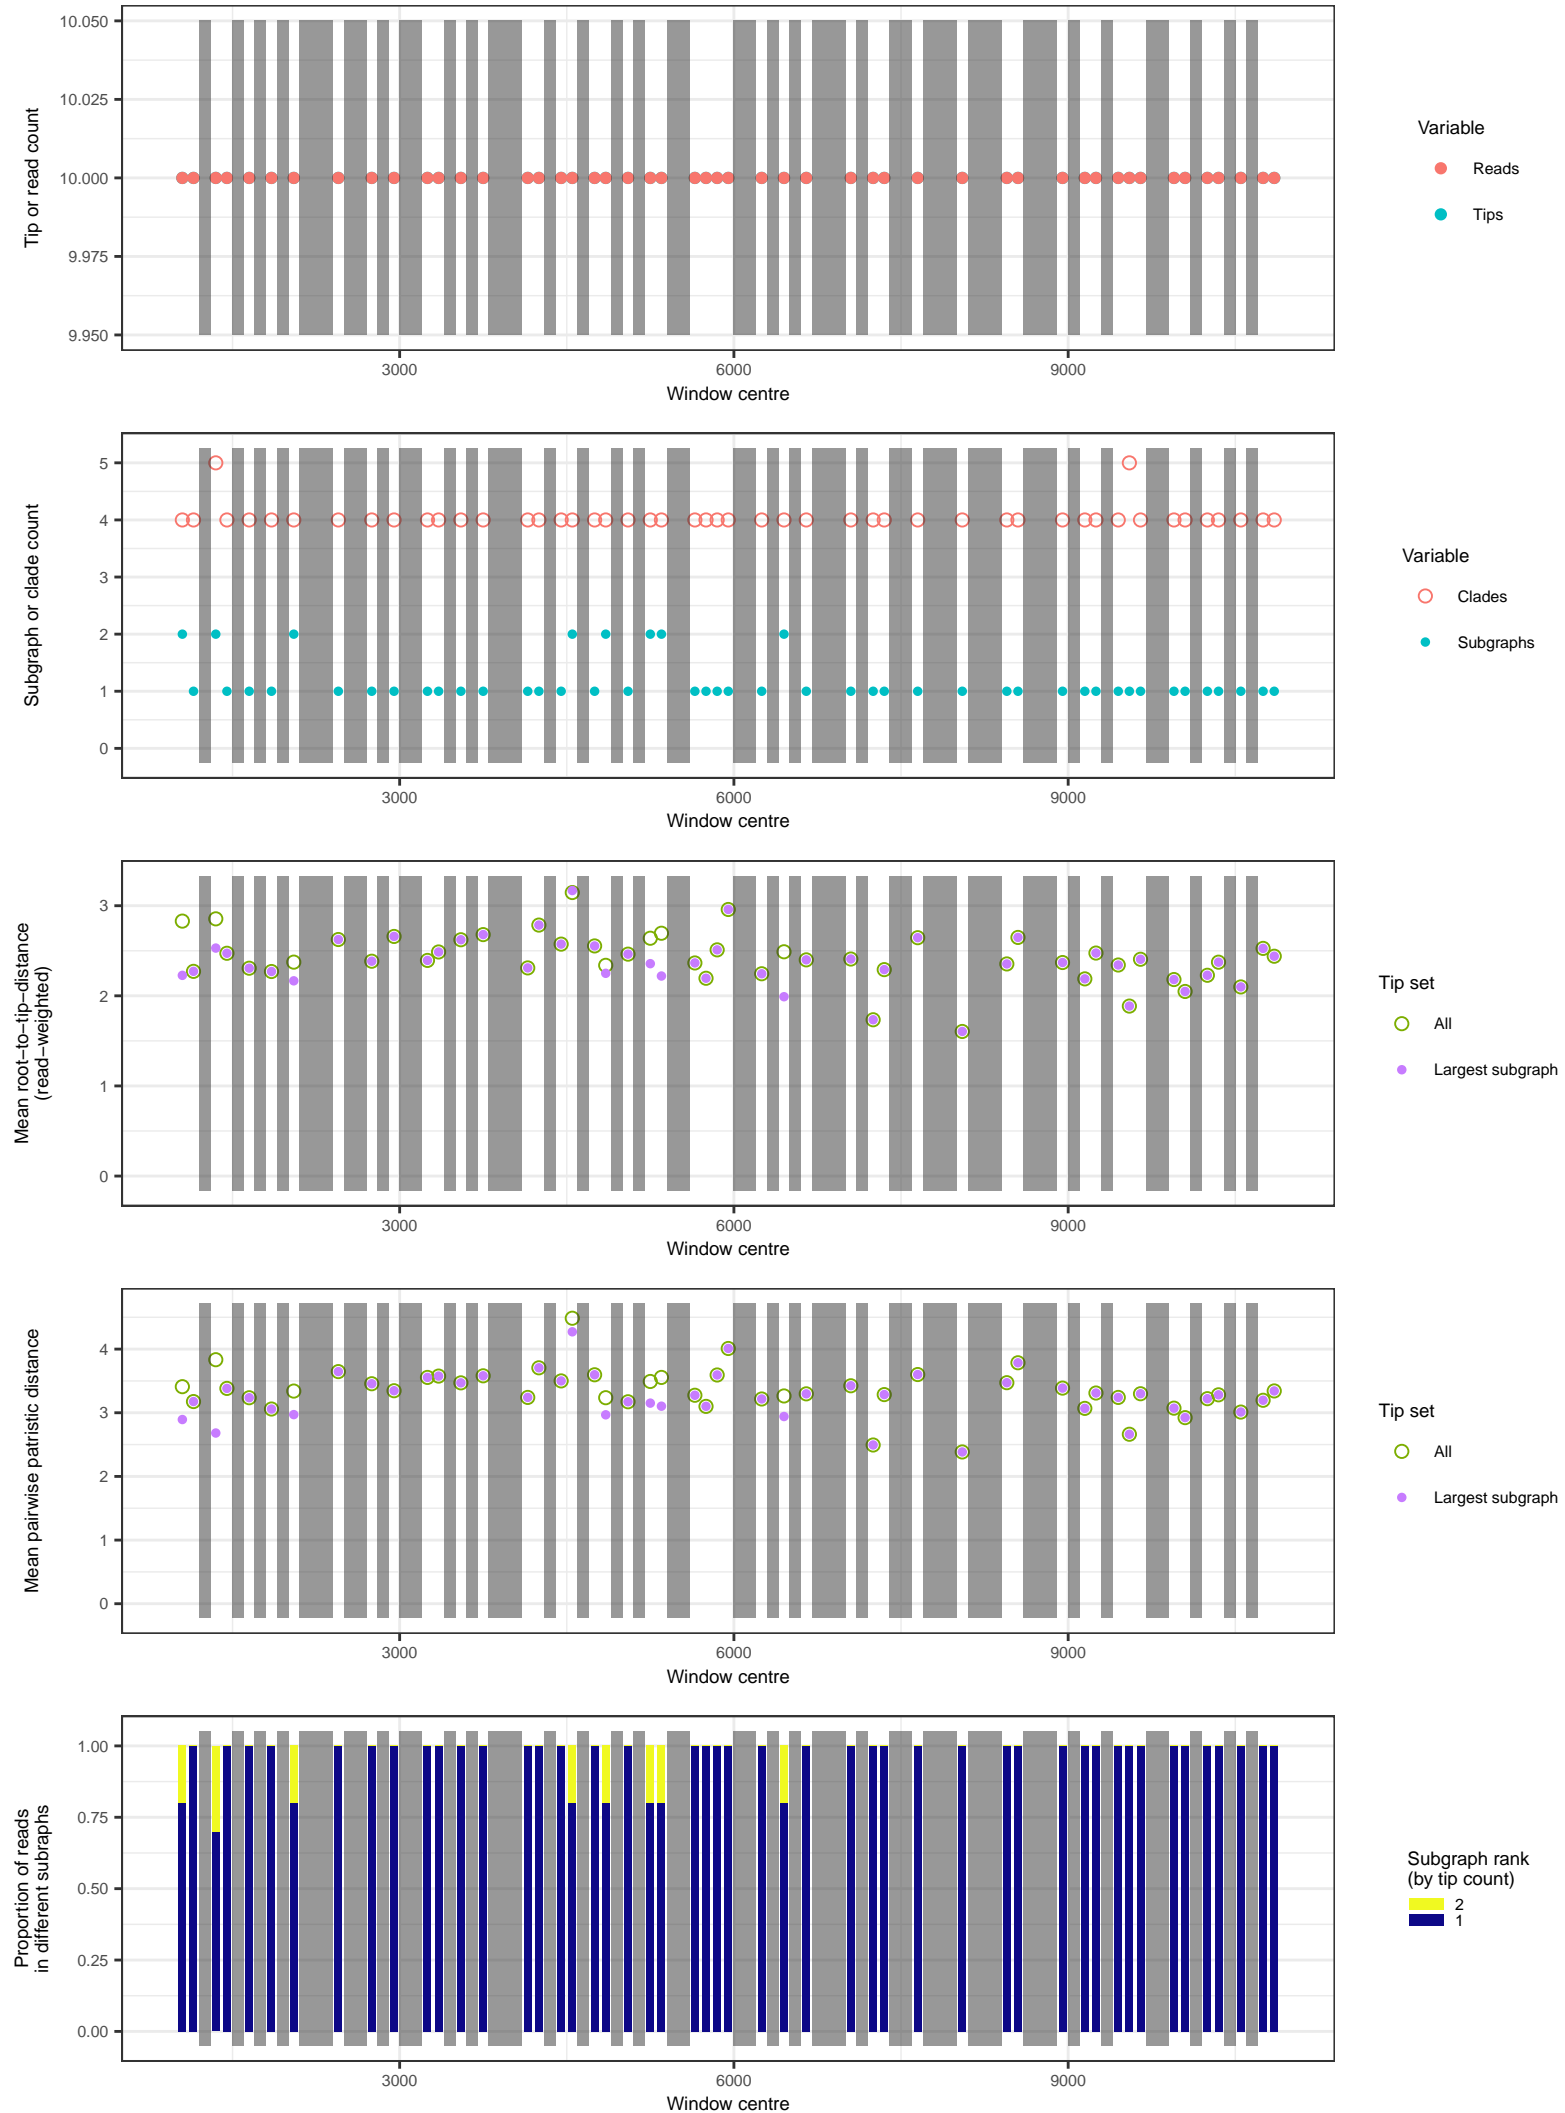 10.050
10.025
10.000
9.975
9.950
Tip or read count
3000
6000
9000
Window centre
Variable
Reads
Tips
5
4
3
2
1
0
Subgraph or clade count
3000
6000
9000
Window centre
Variable
Clades
Subgraphs
3
2
1
0
Mean root−to−tip−distance
(read−weighted)
3000
6000
9000
Window centre
Tip set
All
Largest subgraph
4
3
2
1
0
Mean pairwise patristic distance
3000
6000
9000
Window centre
Tip set
All
Largest subgraph
1.00
0.75
0.50
0.25
0.00
Proportion of reads
in different subraphs
3000
6000
9000
Window centre
Subgraph rank
(by tip count)
2
1